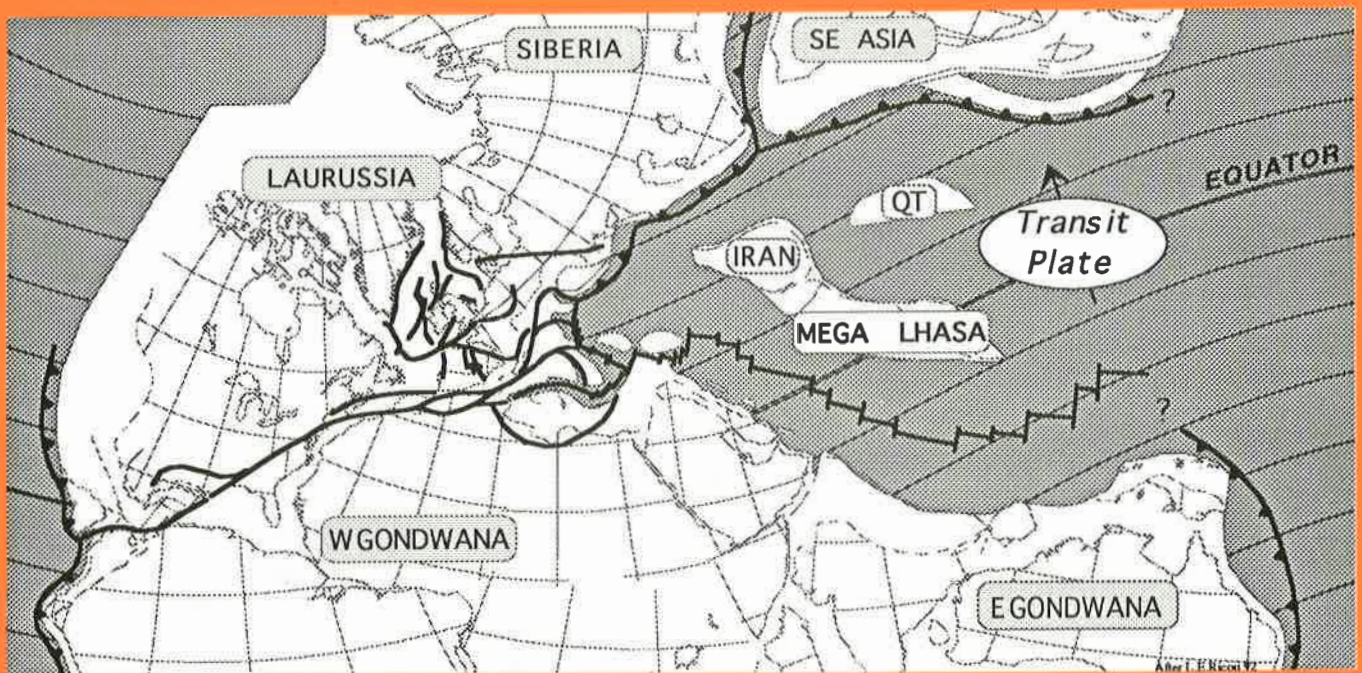 SIBERIA
SE ASIA
?
LAURUSSIA
EQUATOR
QT
Transit
Plate
IRAN
MEGA LHASA
?
W GONDWANA
E GONDWANA